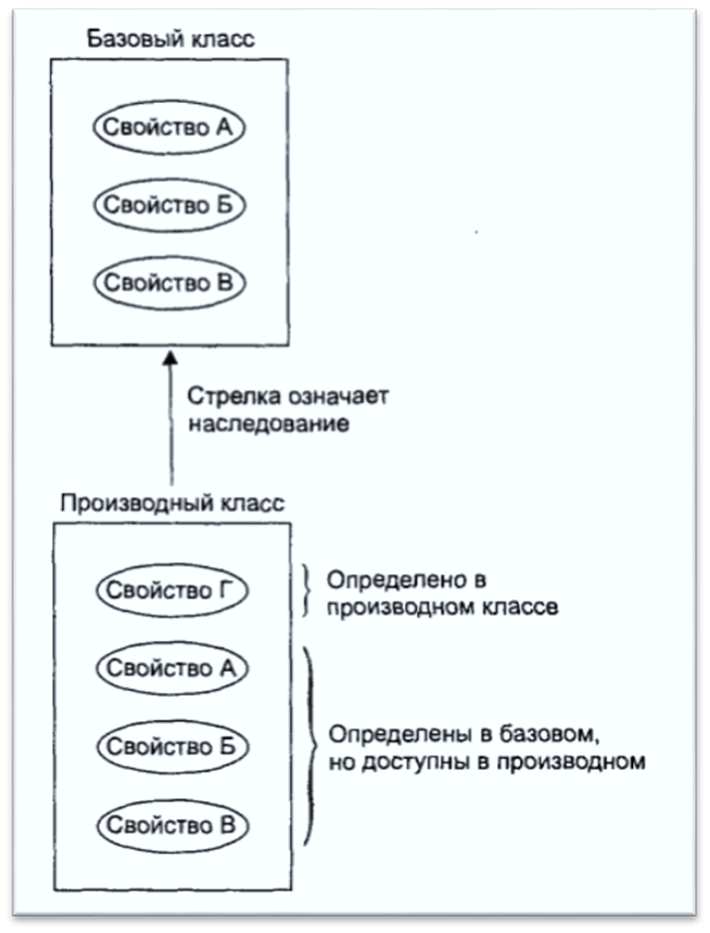 Базовый класс
Свойство А
Свойство Б
Свойство В
Стрелка означает
наследование
Производный класс
Свойство Г
Определено в
производном классе
Свойство А
Свойство Б
Свойство В
Определены в базовом,
но доступны в производном